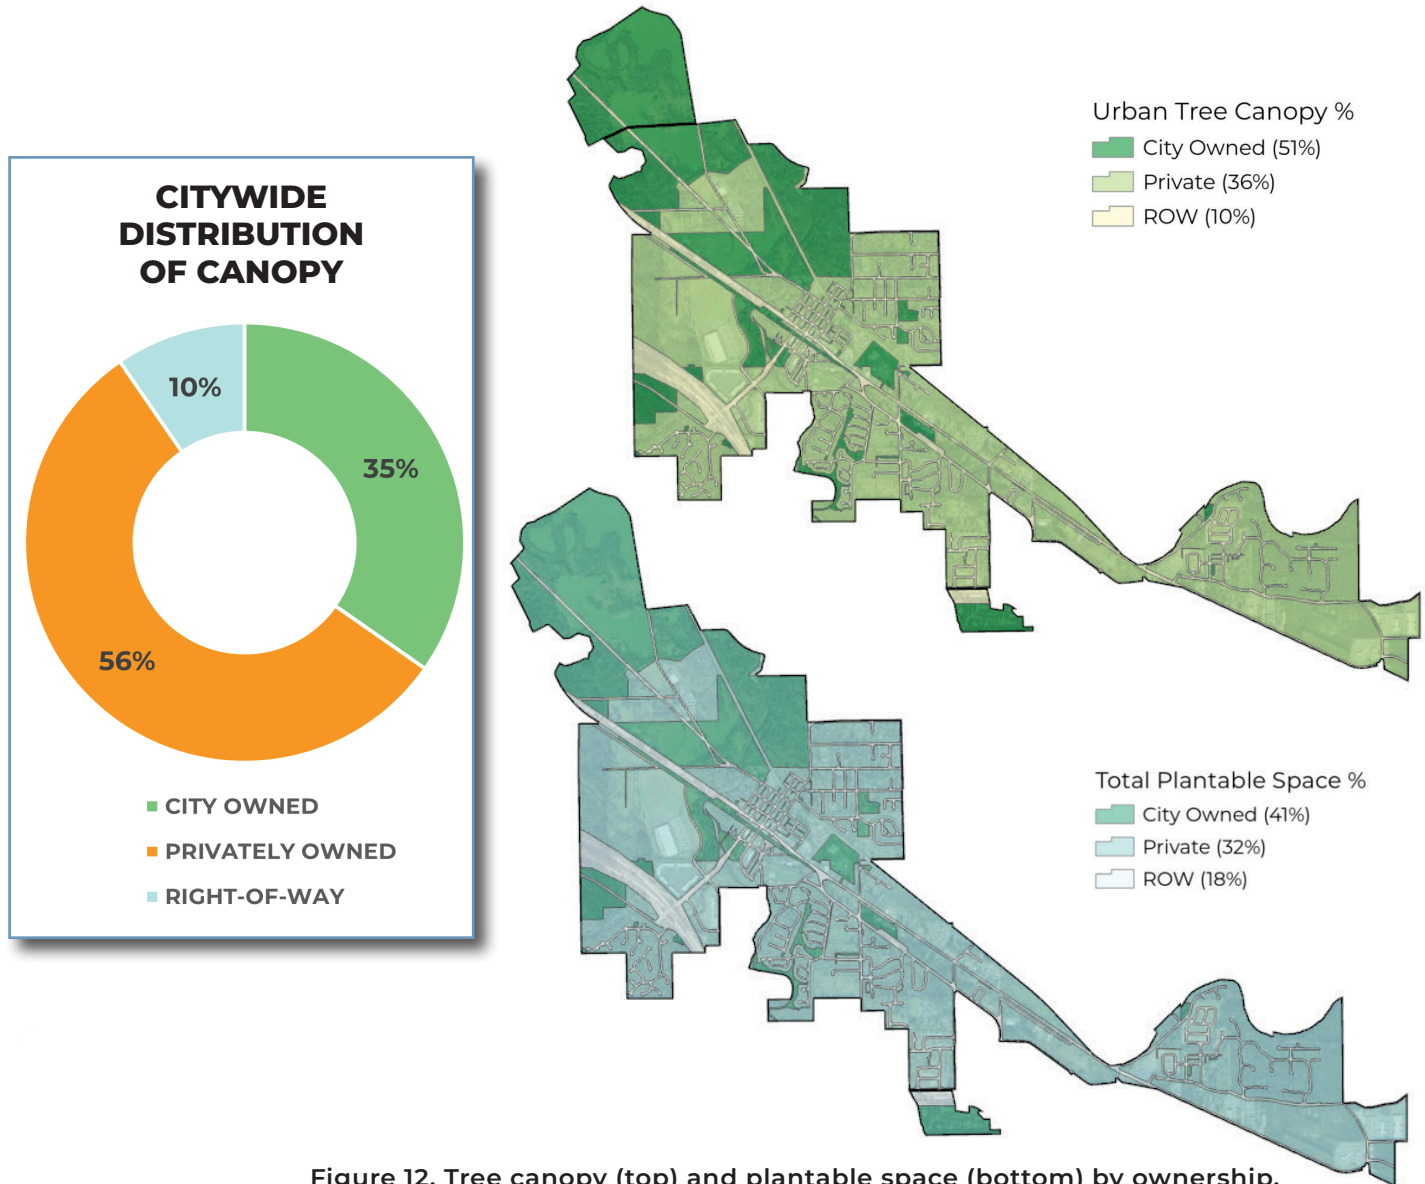 CITYWIDE
DISTRIBUTION
OF CANOPY
10%
35%
56%
CITY OWNED
PRIVATELY OWNED
RIGHT-OF-WAY
Urban Tree Canopy %
City Owned (51%)
Private (36%)
ROW (10%)
Total Plantable Space %
City Owned (41%)
Private (32%)
ROW (18%)
Figure 12. Tree canopy (top) and plantable space (bottom) by ownership.